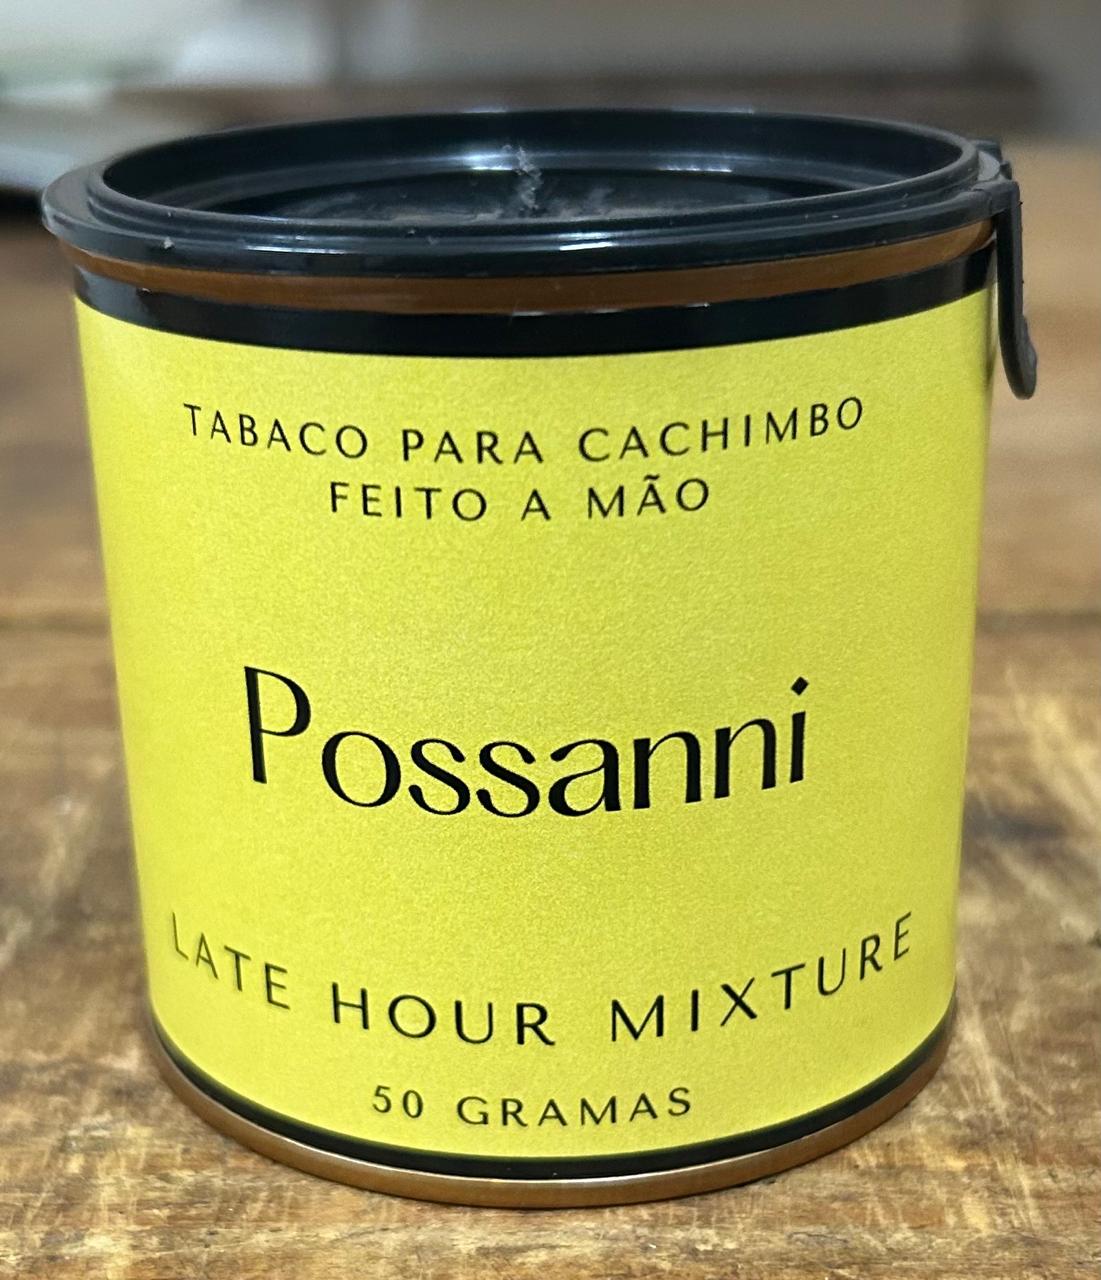 TABACO PARA CACHIMBO
FEITO A MÃO
Possanni
LATE HOUR MIXTURE
50 GRAMAS